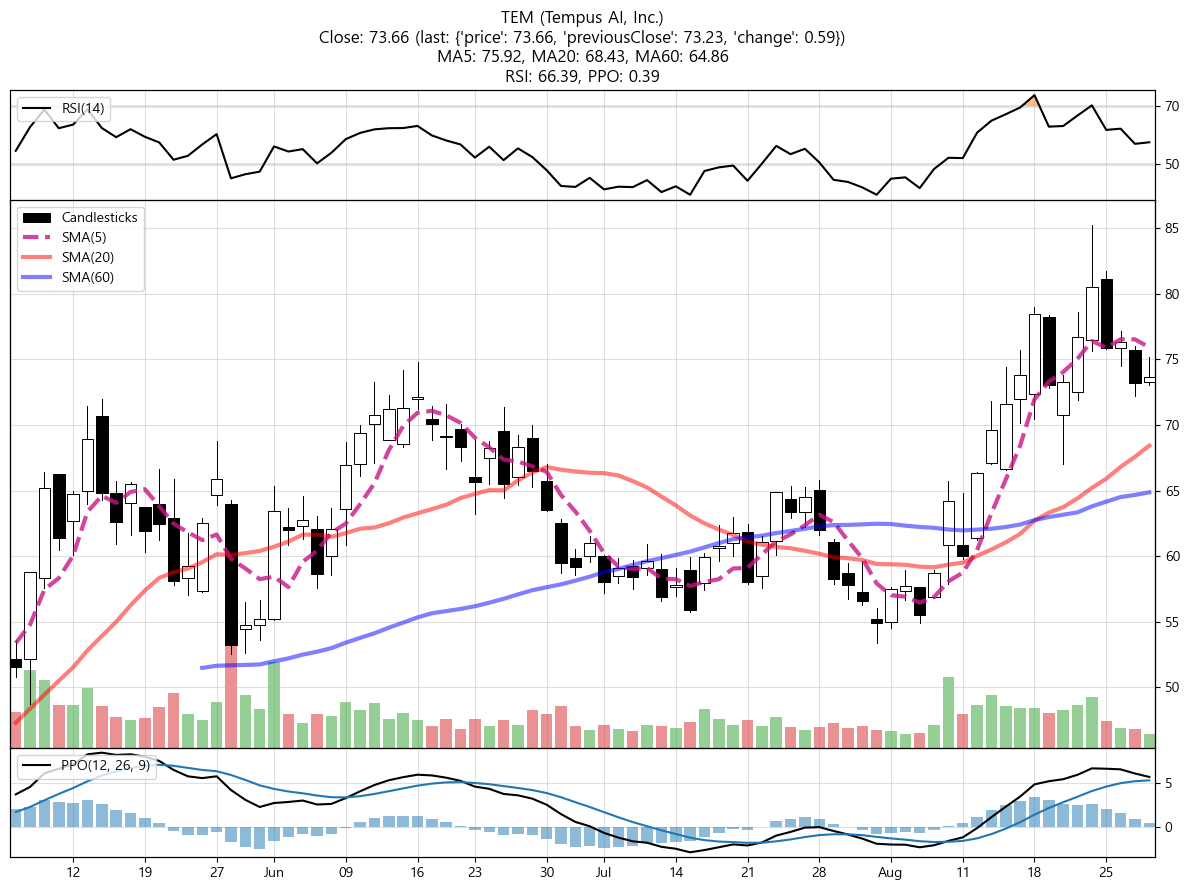 TEM (Tempus AI, Inc.)
Close: 73.66 (last: {'price': 73.66, 'previousClose': 73.23, 'change': 0.59})
MA5: 75.92, MA20: 68.43, MA60: 64.86
RSI: 66.39, PPO: 0.39
RSI(14)
70
50
Candlesticks
SMA(5)
SMA(20)
SMA(60)
85
80
75
70
65
60
55
50
PPO(12, 26, 9)
5
0
12 19 27 Jun 09 16 23 30 Jul 14 21 28 Aug 11 18 25